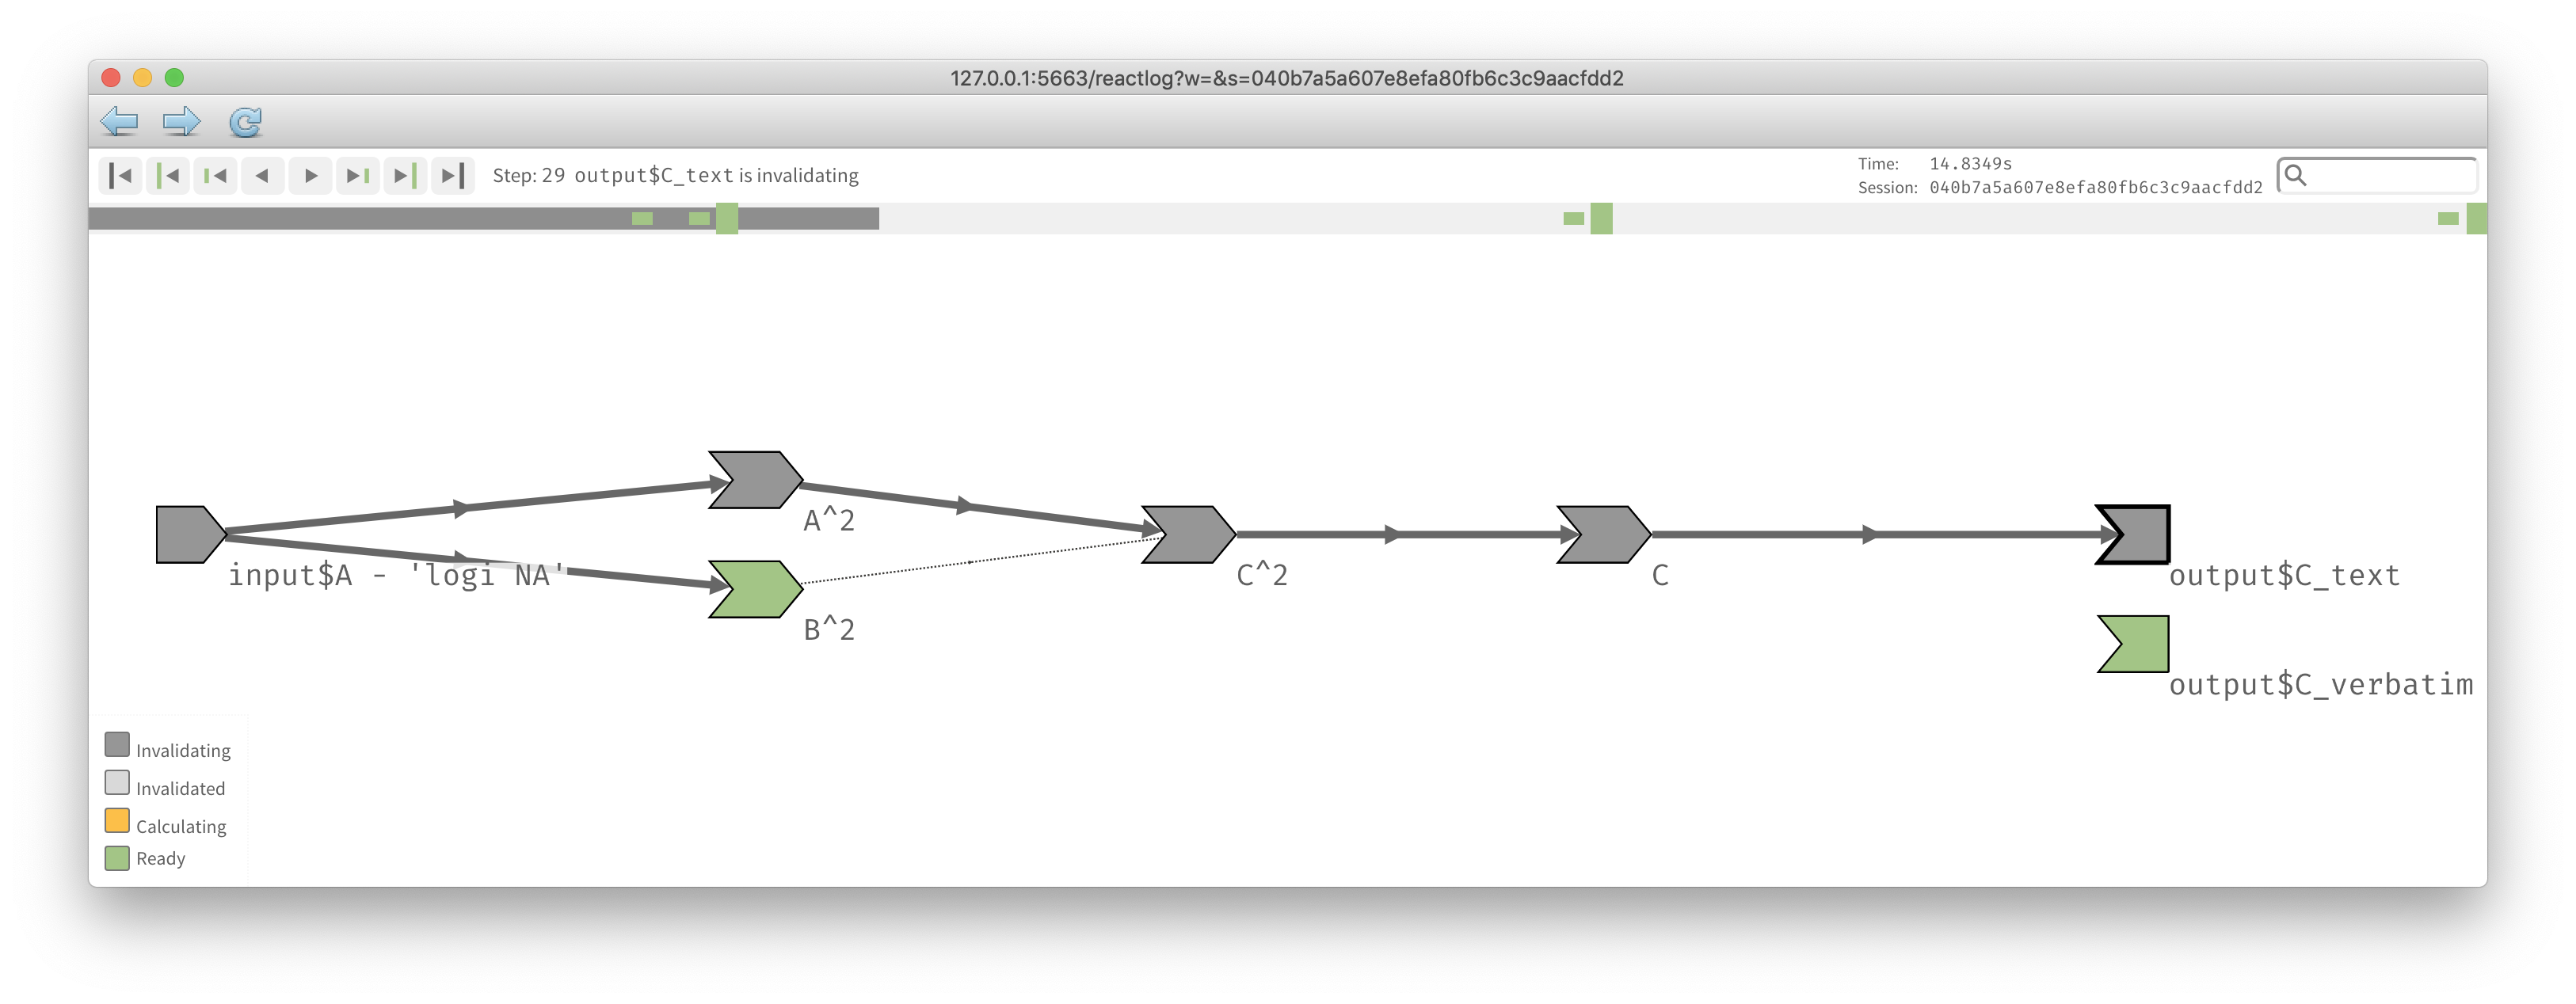 127.0.0.1:5663/reactlog?w=&s=040b7a5a607e8efa80fb6c3c9aacfdd2
Step: 29 output$C_text is invalidating
Time: 14.8349s
Session: 040b7a5a607e8efa80fb6c3c9aacfdd2
A^2
input$A - 'logi NA'
C^2
C
output$C_text
B^2
output$C_verbatim
Invalidating
Invalidated
Calculating
Ready